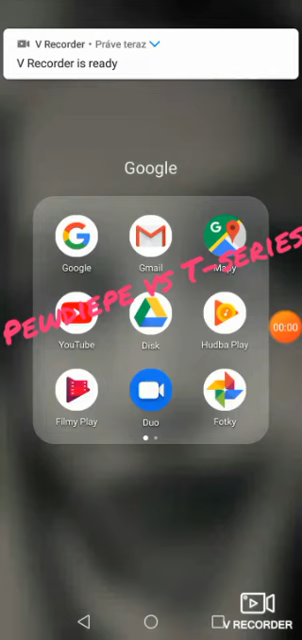 V Recorder • Práve teraz
V Recorder is ready
Google
Google Gmail Mapy
Pewdiepe vs T-series
YouTube Disk Hudba Play
00:00
Filmy Play Duo Fotky
V RECORDER